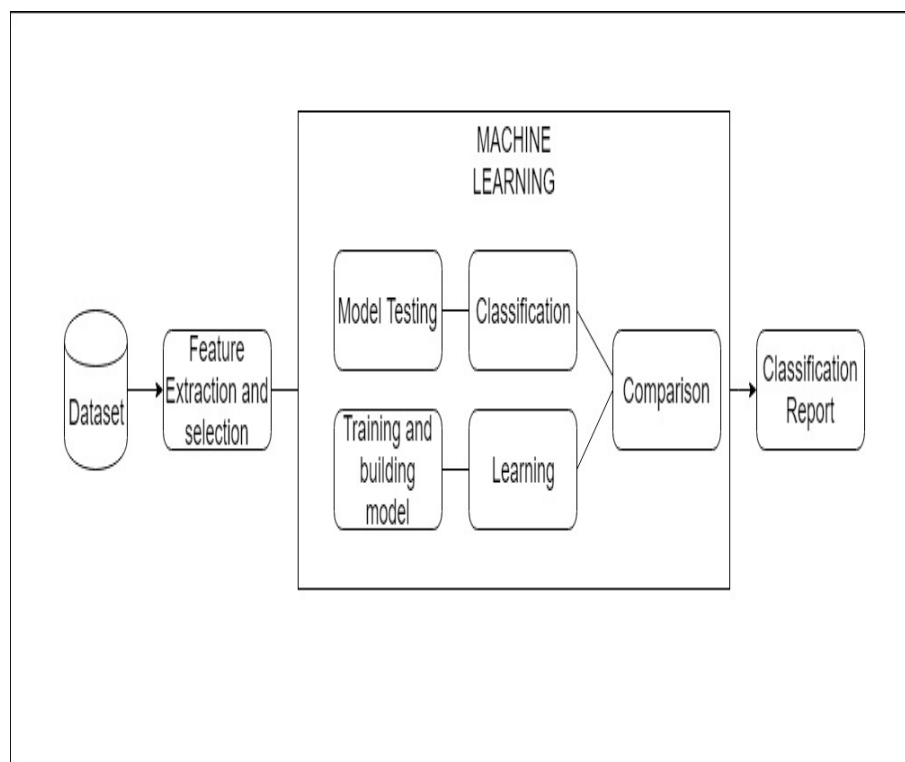 MACHINE
LEARNING
Model Testing
Classification
Dataset
Feature
Extraction and
selection
Training and
building
model
Learning
Comparison
Classification
Report